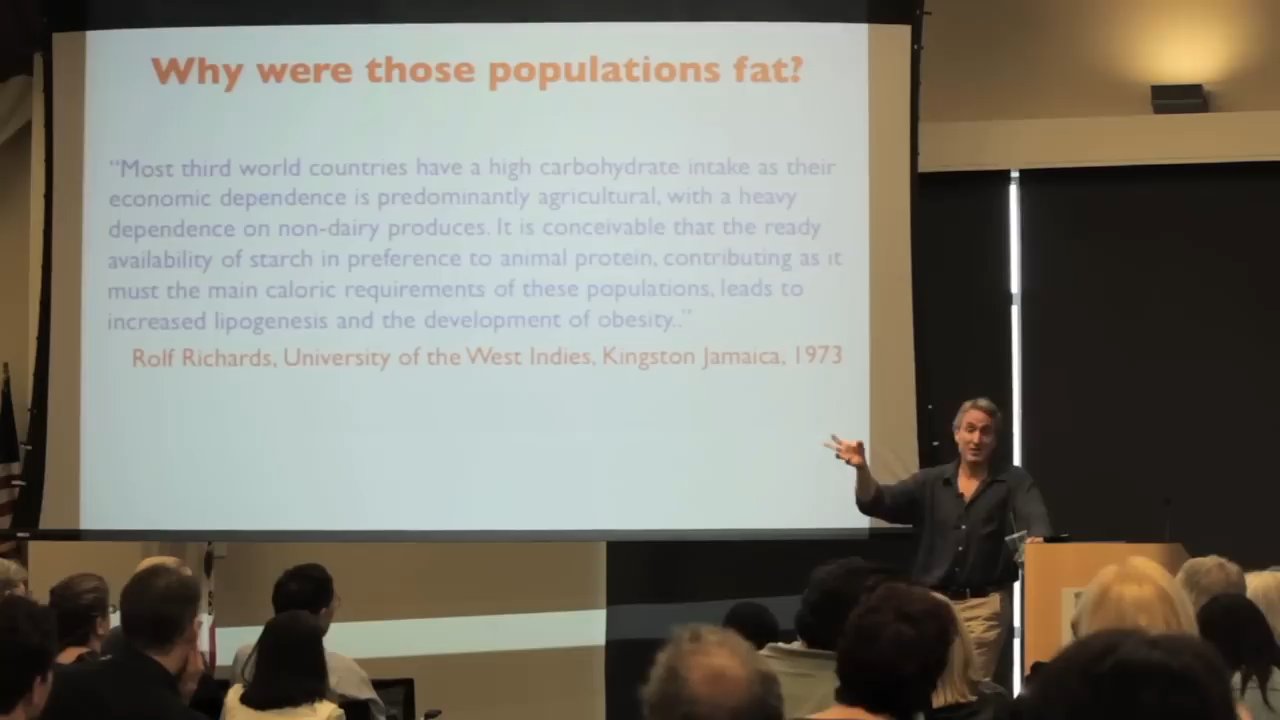 Why were those populations fat?
“Most third world countries have a high carbohydrate intake as their
economic dependence is predominantly agricultural, with a heavy
dependence on non-dairy produces. It is conceivable that the ready
availability of starch in preference to animal protein, contributing as it
must the main caloric requirements of these populations, leads to
increased lipogenesis and the development of obesity..”
Rolf Richards, University of the West Indies, Kingston Jamaica, 1973